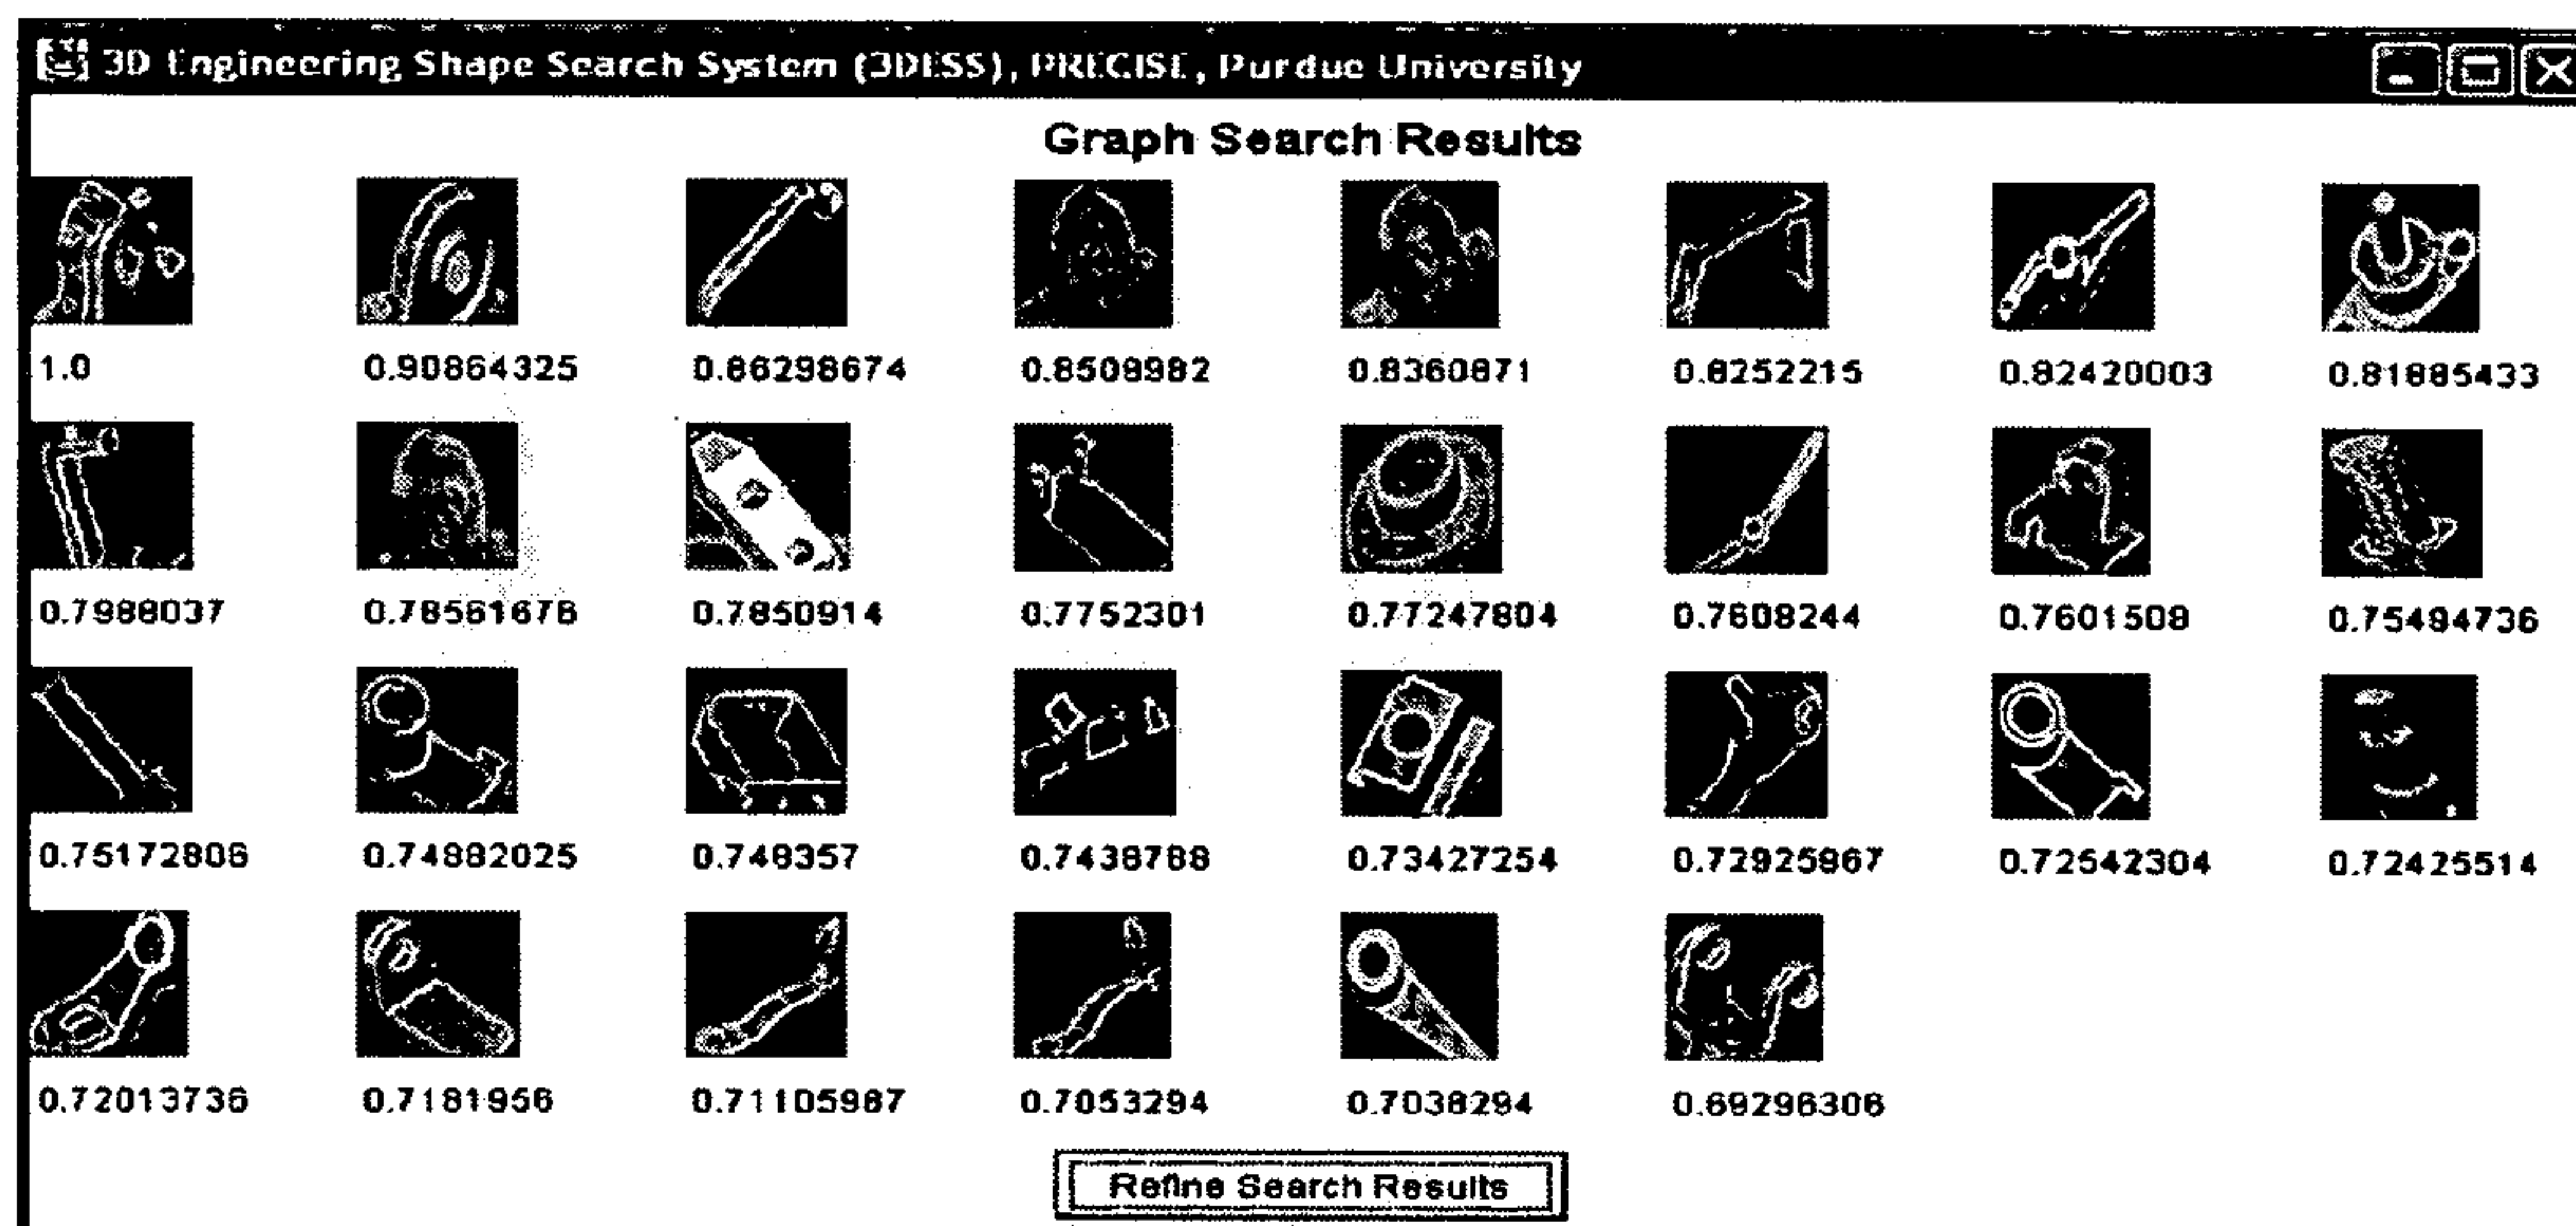 3D Engineering Shape Search System (3DESS), PRECISE, Purdue University
Graph Search Results
1.0 0.90864325 0.86298674 0.8509982 0.8360871 0.8252215 0.82420003 0.81885433
0.7988037 0.78561676 0.7850914 0.7752301 0.77247804 0.7608244 0.7601509 0.75494736
0.75172806 0.74882025 0.748357 0.7438788 0.73427254 0.72925967 0.72542304 0.72425514
0.72013736 0.7181956 0.71105987 0.7053294 0.7038294 0.69296306
Refine Search Results